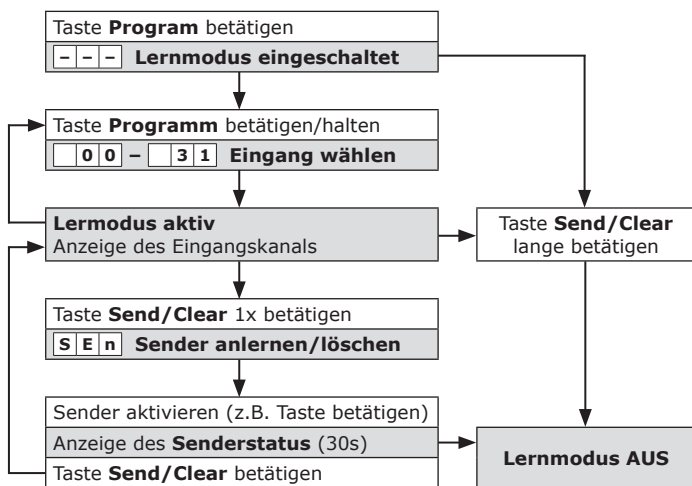 Taste Program betätigen
– – – Lernmodus eingeschaltet
Taste Programm betätigen/halten
0 0 – 3 1 Eingang wählen
Lermodus aktiv
Anzeige des Eingangskanals
Taste Send/Clear
lange betätigen
Taste Send/Clear 1x betätigen
S E n Sender anlernen/löschen
Sender aktivieren (z.B. Taste betätigen)
Anzeige des Senderstatus (30s)
Taste Send/Clear betätigen
Lernmodus AUS